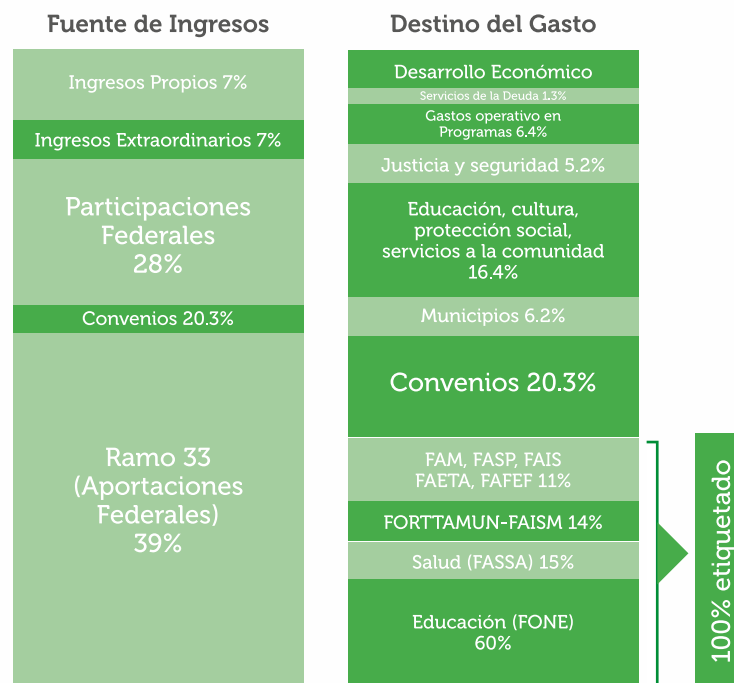 Fuente de Ingresos
Ingresos Propios 7%
Ingresos Extraordinarios 7%
Participaciones
Federales
28%
Convenios 20.3%
Ramo 33
(Aportaciones
Federales)
39%
Destino del Gasto
Desarrollo Económico
Servicios de la Deuda 1.3%
Gastos operativo en
Programas 6.4%
Justicia y seguridad 5.2%
Educación, cultura,
protección social,
servicios a la comunidad
16.4%
Municipios 6.2%
Convenios 20.3%
FAM, FASP, FAIS
FAETA, FAFEF 11%
FORTTAMUN-FAISM 14%
Salud (FASSA) 15%
Educación (FONE)
60%
100% etiquetado